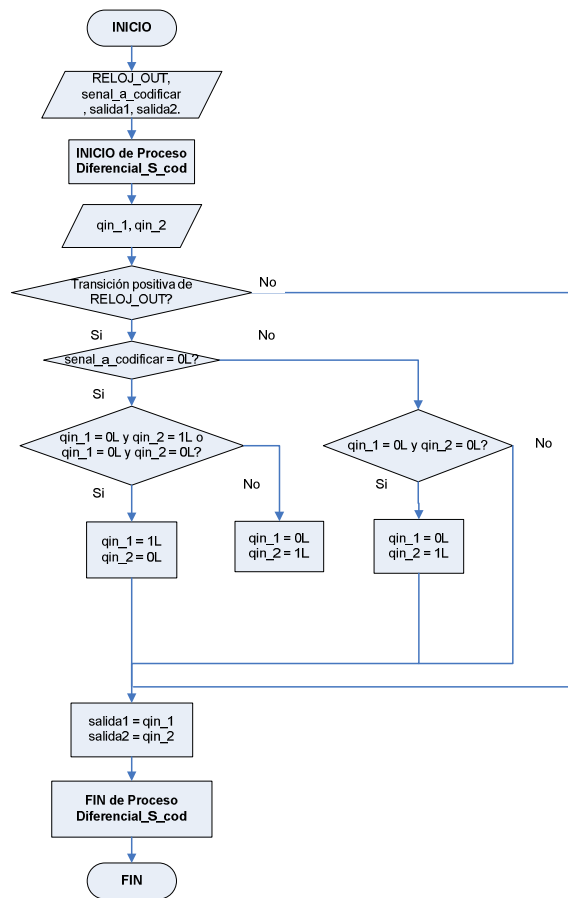 INICIO
RELOJ_OUT,
senal_a_codificar
, salida1, salida2.
INICIO de Proceso
Diferencial_S_cod
qin_1, qin_2
Transición positiva de
RELOJ_OUT?
No
Si
senal_a_codificar = 0L?
No
Si
qin_1 = 0L y qin_2 = 1L o
qin_1 = 0L y qin_2 = 0L?
qin_1 = 0L y qin_2 = 0L?
No
Si
No
Si
qin_1 = 1L
qin_2 = 0L
qin_1 = 0L
qin_2 = 1L
qin_1 = 0L
qin_2 = 1L
salida1 = qin_1
salida2 = qin_2
FIN de Proceso
Diferencial_S_cod
FIN